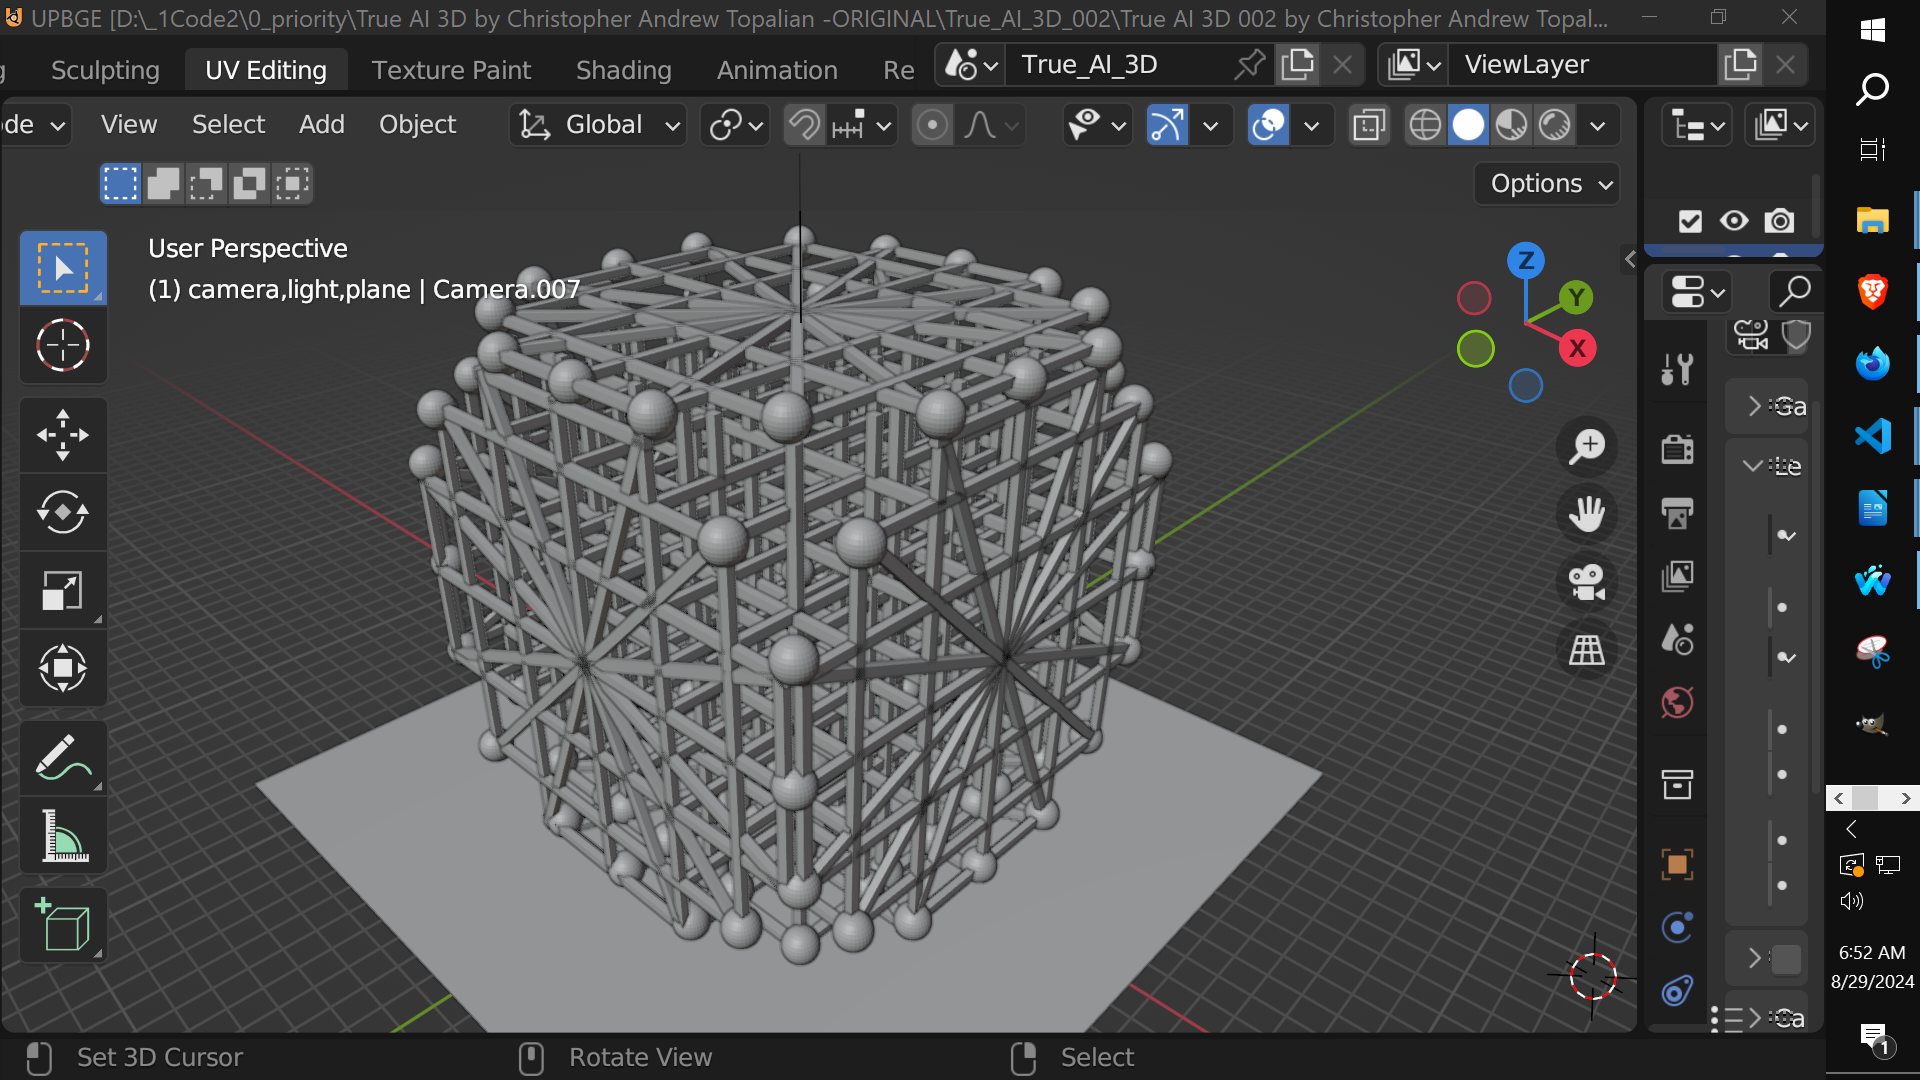 UPBGE [D:\_1Code2\0_priority\True AI 3D by Christopher Andrew Topalian -ORIGINAL\True_AI_3D_002\True AI 3D 002 by Christopher Andrew Topal...
Sculpting UV Editing Texture Paint Shading Animation Re True_AI_3D ViewLayer
de View Select Add Object Global
Options
User Perspective
(1) camera,light,plane | Camera.007
Z
Y
X
Ga
Le
Ca
6:52 AM
8/29/2024
1
Set 3D Cursor Rotate View Select